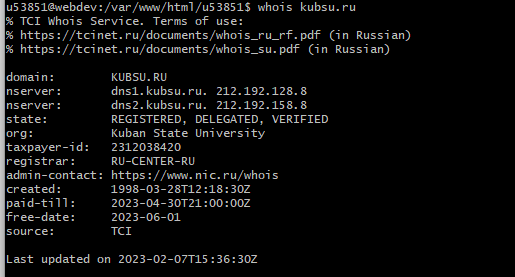 u53851@webdev:/var/www/html/u53851$ whois kubsu.ru
% TCI Whois Service. Terms of use:
% https://tcinet.ru/documents/whois_ru_rf.pdf (in Russian)
% https://tcinet.ru/documents/whois_su.pdf (in Russian)
domain: KUBSU.RU
nserver: dns1.kubsu.ru. 212.192.128.8
nserver: dns2.kubsu.ru. 212.192.158.8
state: REGISTERED, DELEGATED, VERIFIED
org: Kuban State University
taxpayer-id: 2312038420
registrar: RU-CENTER-RU
admin-contact: https://www.nic.ru/whois
created: 1998-03-28T12:18:30Z
paid-till: 2023-04-30T21:00:00Z
free-date: 2023-06-01
source: TCI
Last updated on 2023-02-07T15:36:30Z